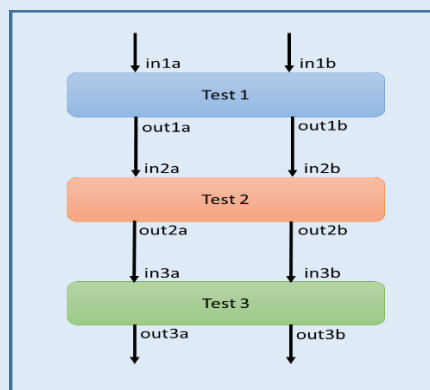 in1a in1b
Test 1
out1a out1b
in2a in2b
Test 2
out2a out2b
in3a in3b
Test 3
out3a out3b